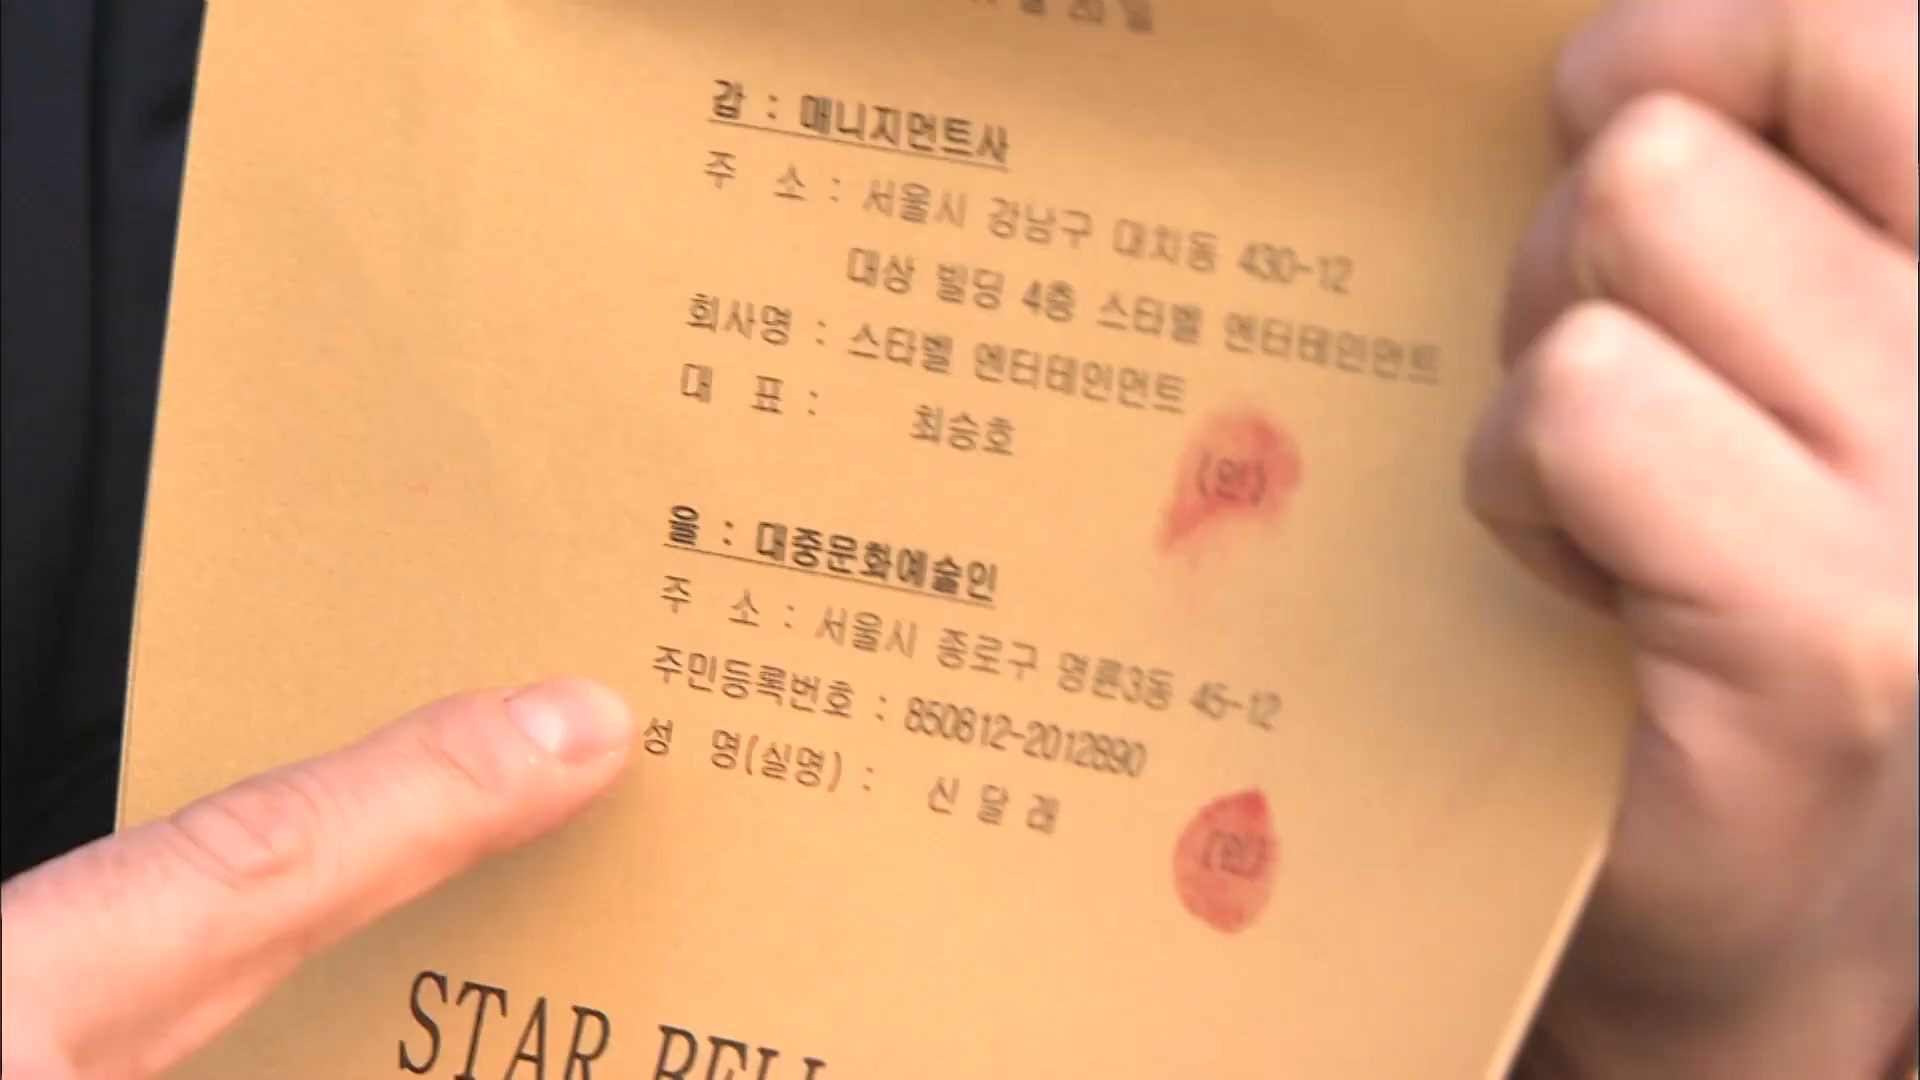 20일
갑 : 매니지먼트사
주 소 : 서울시 강남구 대치동 430-12
대상 빌딩 4층 스타벨 엔터테인먼트
회사명 : 스타벨 엔터테인먼트
대 표 : 최승호 (인)
을 : 대중문화예술인
주 소 : 서울시 종로구 명륜3동 45-12
주민등록번호 : 850812-2012890
성 명(실명) : 신달래 (인)
STAR BELL